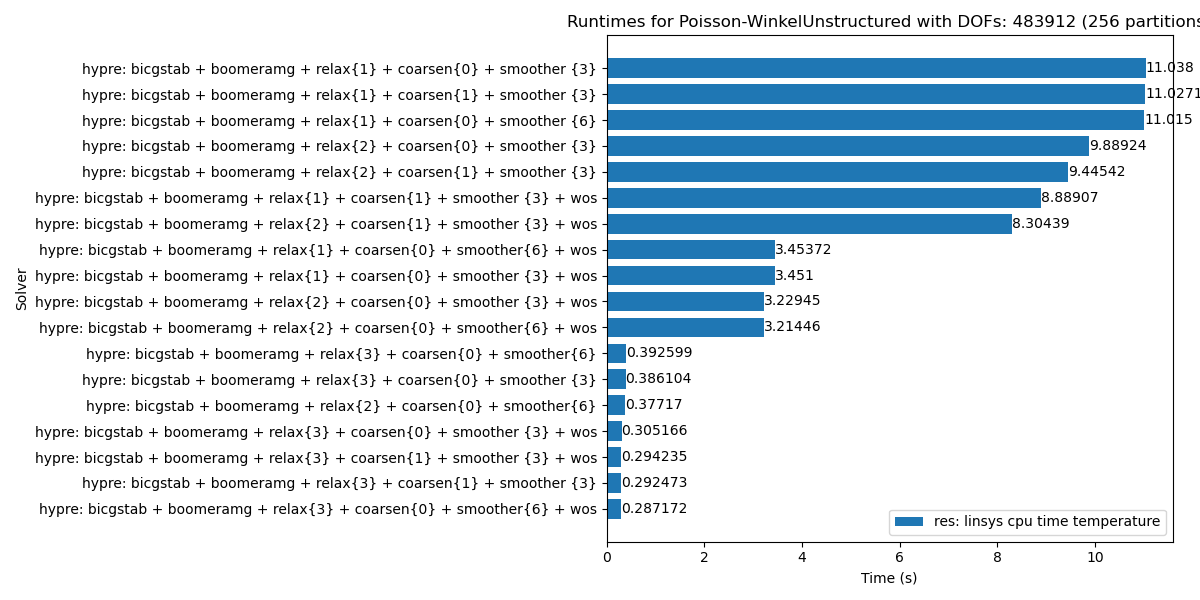 Runtimes for Poisson-WinkelUnstructured with DOFs: 483912 (256 partitions
hypre: bicgstab + boomeramg + relax{1} + coarsen{0} + smoother {3} 11.038
hypre: bicgstab + boomeramg + relax{1} + coarsen{1} + smoother {3} 11.0271
hypre: bicgstab + boomeramg + relax{1} + coarsen{0} + smoother {6} 11.015
hypre: bicgstab + boomeramg + relax{2} + coarsen{0} + smoother {3} 9.88924
hypre: bicgstab + boomeramg + relax{2} + coarsen{1} + smoother {3} 9.44542
hypre: bicgstab + boomeramg + relax{1} + coarsen{1} + smoother {3} + wos 8.88907
hypre: bicgstab + boomeramg + relax{2} + coarsen{1} + smoother {3} + wos 8.30439
hypre: bicgstab + boomeramg + relax{1} + coarsen{0} + smoother{6} + wos 3.45372
hypre: bicgstab + boomeramg + relax{1} + coarsen{0} + smoother {3} + wos 3.451
hypre: bicgstab + boomeramg + relax{2} + coarsen{0} + smoother {3} + wos 3.22945
hypre: bicgstab + boomeramg + relax{2} + coarsen{0} + smoother{6} + wos 3.21446
hypre: bicgstab + boomeramg + relax{3} + coarsen{0} + smoother{6} 0.392599
hypre: bicgstab + boomeramg + relax{3} + coarsen{0} + smoother {3} 0.386104
hypre: bicgstab + boomeramg + relax{2} + coarsen{0} + smoother{6} 0.37717
hypre: bicgstab + boomeramg + relax{3} + coarsen{0} + smoother {3} + wos 0.305166
hypre: bicgstab + boomeramg + relax{3} + coarsen{1} + smoother {3} + wos 0.294235
hypre: bicgstab + boomeramg + relax{3} + coarsen{1} + smoother {3} 0.292473
hypre: bicgstab + boomeramg + relax{3} + coarsen{0} + smoother{6} + wos 0.287172
Solver
res: linsys cpu time temperature
0 2 4 6 8 10
Time (s)